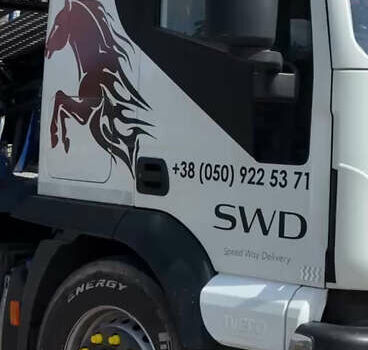 +38 (050) 922 53 71
SWD
Speed Way Delivery
ENERGY
IVECO